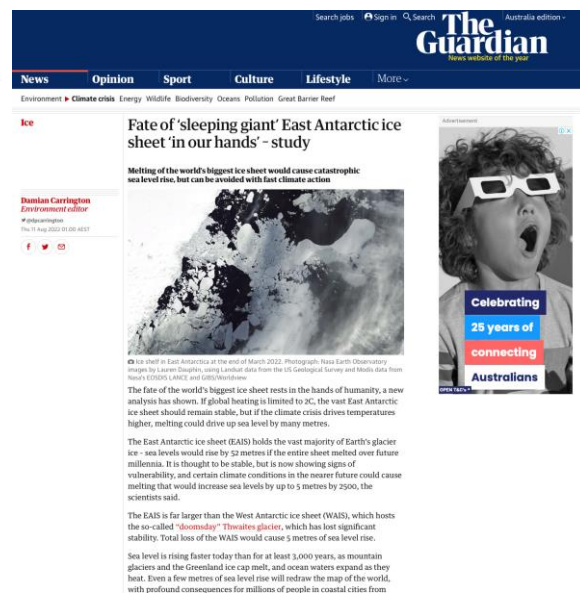 Search jobs Sign in Search
Australia edition
The
Guardian
News website of the year
News Opinion Sport Culture Lifestyle More
Environment Climate crisis Energy Wildlife Biodiversity Oceans Pollution Great Barrier Reef
Ice
Fate of ‘sleeping giant’ East Antarctic ice
sheet ‘in our hands’ – study
Melting of the world’s biggest ice sheet would cause catastrophic
sea level rise, but can be avoided with fast climate action
Damian Carrington
Environment editor
@dpcarrington
Thu 11 Aug 2022 01.00 AEST
Ice shelf in East Antarctica at the end of March 2022. Photograph: Nasa Earth Observatory
images by Lauren Dauphin, using Landsat data from the US Geological Survey and Modis data from
Nasa’s EOSDIS LANCE and GIBS/Worldview
The fate of the world’s biggest ice sheet rests in the hands of humanity, a new
analysis has shown. If global heating is limited to 2C, the vast East Antarctic
ice sheet should remain stable, but if the climate crisis drives temperatures
higher, melting could drive up sea level by many metres.
The East Antarctic ice sheet (EAIS) holds the vast majority of Earth’s glacier
ice – sea levels would rise by 52 metres if the entire sheet melted over future
millennia. It is thought to be stable, but is now showing signs of
vulnerability, and certain climate conditions in the nearer future could cause
melting that would increase sea levels by up to 5 metres by 2500, the
scientists said.
The EAIS is far larger than the West Antarctic ice sheet (WAIS), which hosts
the so-called “doomsday” Thwaites glacier, which has lost significant
stability. Total loss of the WAIS would cause 5 metres of sea level rise.
Sea level is rising faster today than for at least 3,000 years, as mountain
glaciers and the Greenland ice cap melt, and ocean waters expand as they
heat. Even a few metres of sea level rise will redraw the map of the world,
with profound consequences for millions of people in coastal cities from
Advertisement
Celebrating
25 years of
connecting
Australians
OPEN T&C's